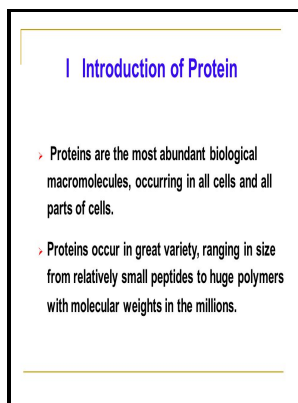 I Introduction of Protein
Proteins are the most abundant biological
macromolecules, occurring in all cells and all
parts of cells.
Proteins occur in great variety, ranging in size
from relatively small peptides to huge polymers
with molecular weights in the millions.